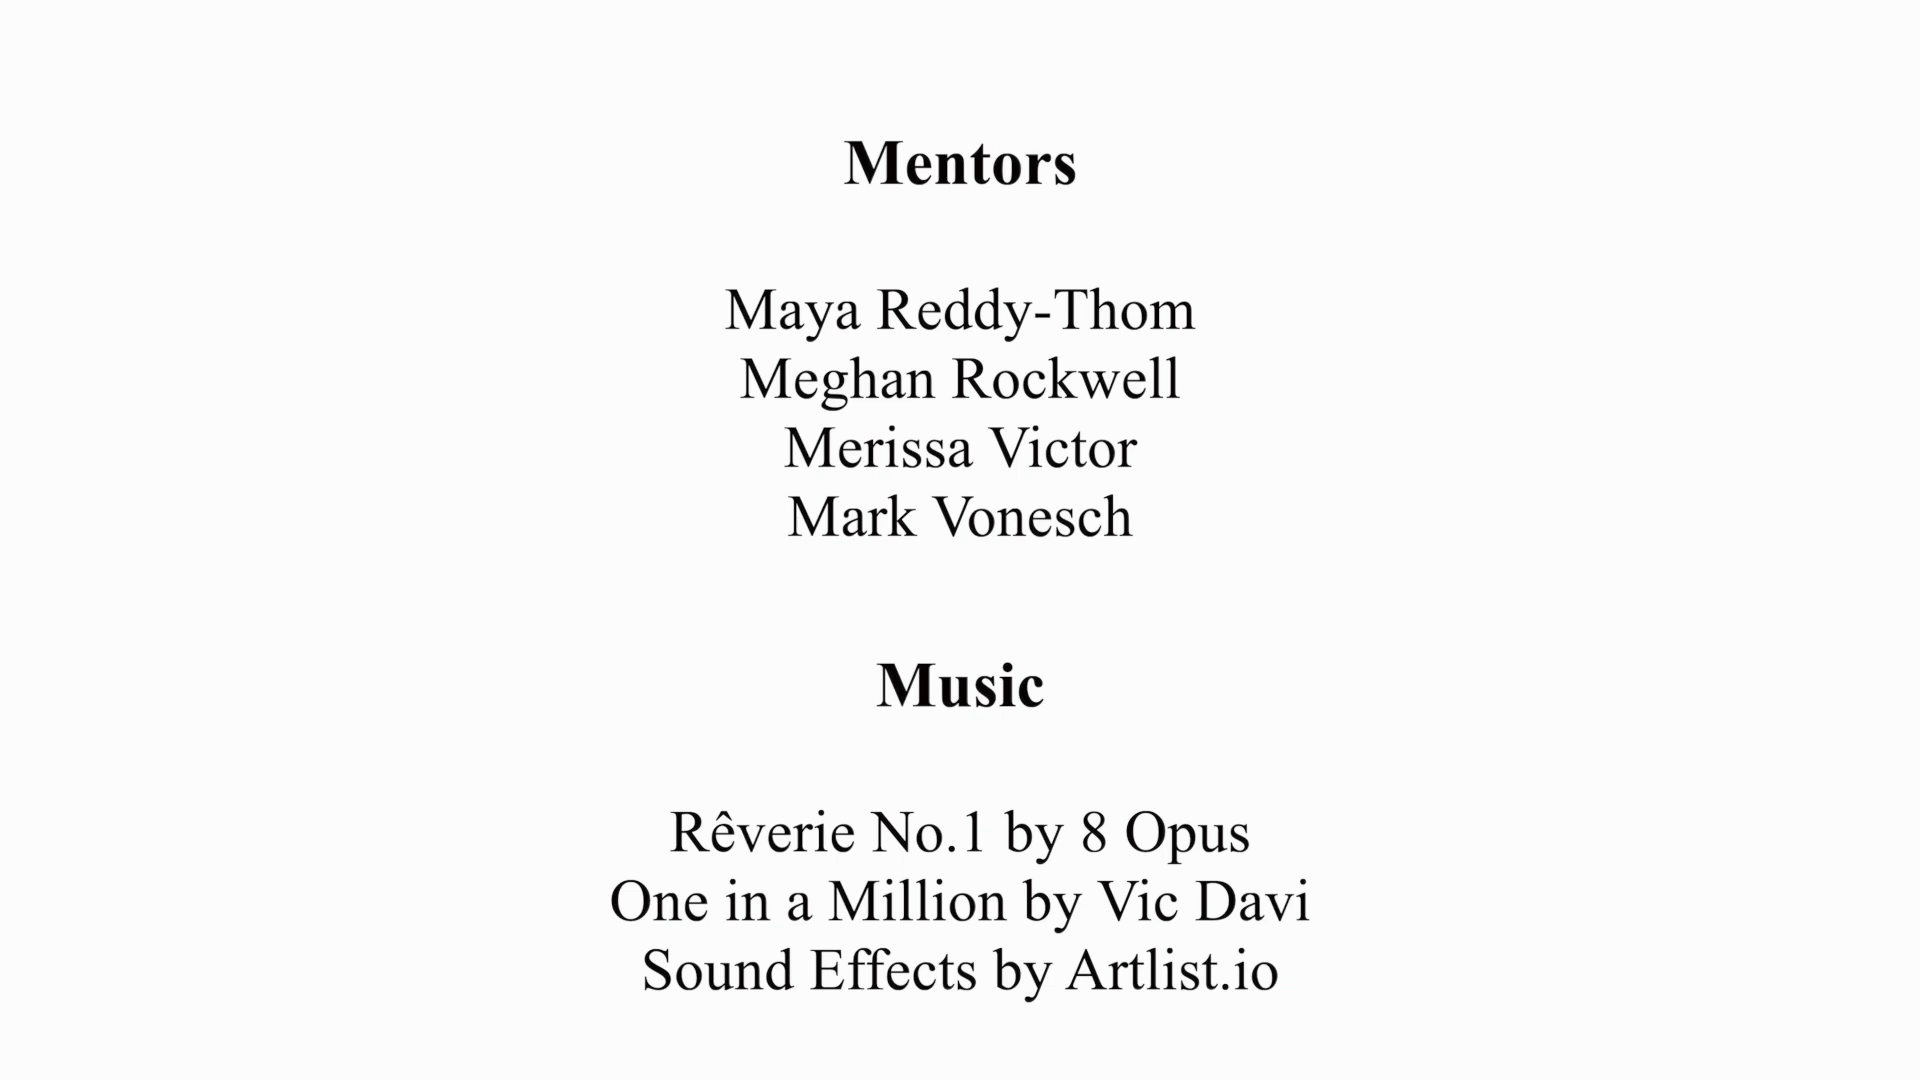 Mentors
Maya Reddy-Thom
Meghan Rockwell
Merissa Victor
Mark Vonesch
Music
Rêverie No.1 by 8 Opus
One in a Million by Vic Davi
Sound Effects by Artlist.io